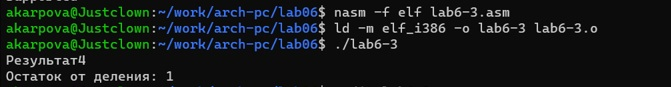 akarpova@Justclown:~/work/arch-pc/lab06$ nasm -f elf lab6-3.asm
akarpova@Justclown:~/work/arch-pc/lab06$ ld -m elf_i386 -o lab6-3 lab6-3.o
akarpova@Justclown:~/work/arch-pc/lab06$ ./lab6-3
Результат4
Остаток от деления: 1